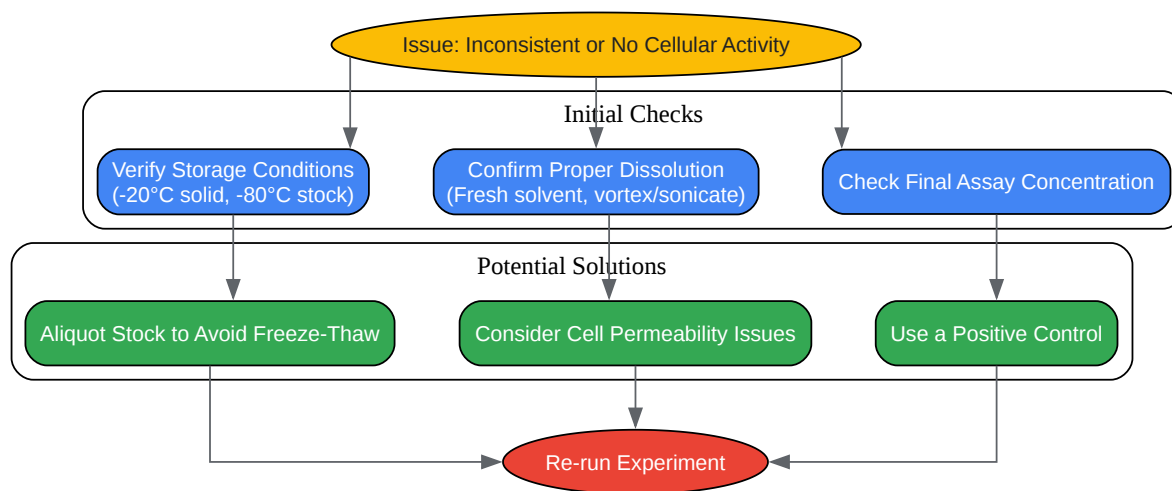 Issue: Inconsistent or No Cellular Activity
Initial Checks
Verify Storage Conditions
(-20°C solid, -80°C stock)
Confirm Proper Dissolution
(Fresh solvent, vortex/sonicate)
Check Final Assay Concentration
Potential Solutions
Aliquot Stock to Avoid Freeze-Thaw
Consider Cell Permeability Issues
Use a Positive Control
Re-run Experiment